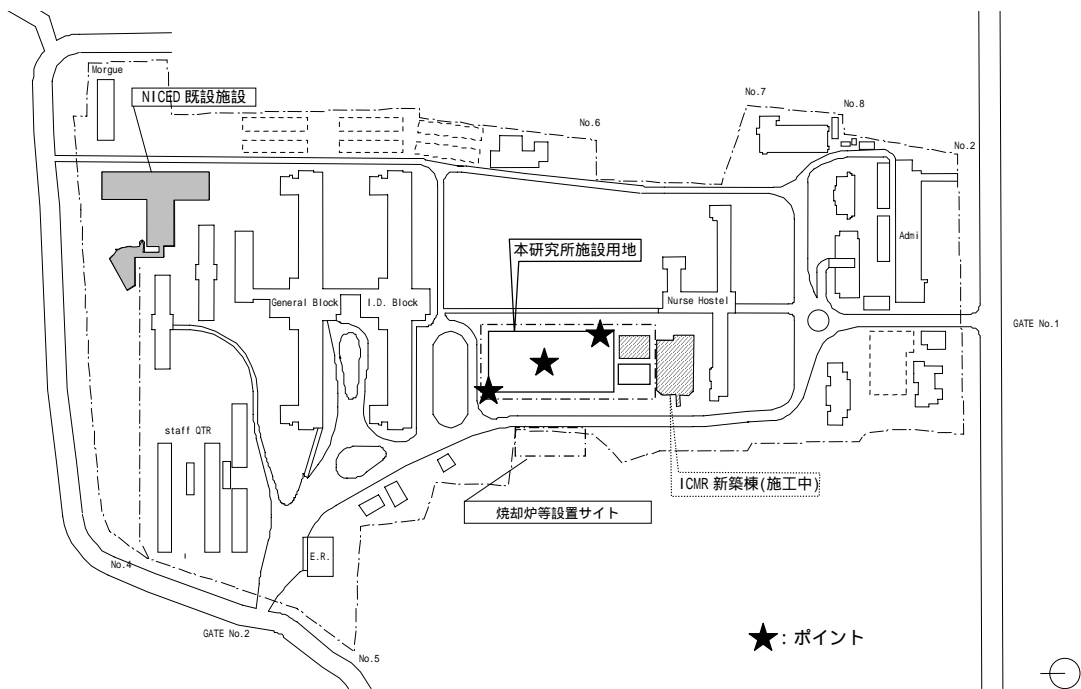 Morgue
NICED 既設施設
No.7
No.8
No.6
No.2
本研究所施設用地
Admi
General Block
I.D. Block
Nurse Hostel
GATE No.1
staff QTR
ICMR 新築棟(施工中)
焼却炉等設置サイト
E.R.
No.4
GATE No.2
★: ポイント
No.5